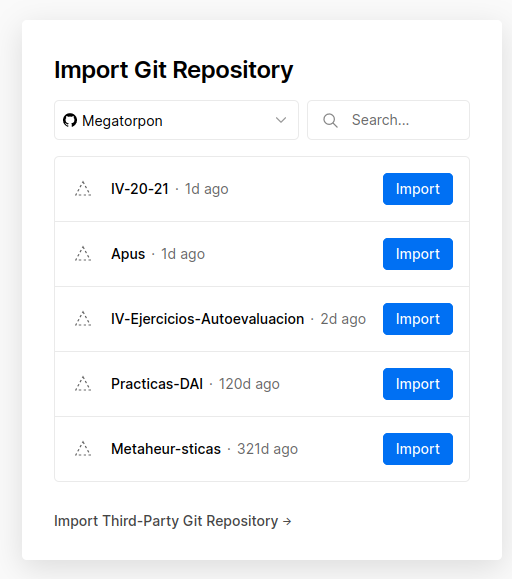 Import Git Repository
Megatorpon
Search...
IV-20-21 · 1d ago Import
Apus · 1d ago Import
IV-Ejercicios-Autoevaluacion · 2d ago Import
Practicas-DAI · 120d ago Import
Metaheur-sticas · 321d ago Import
Import Third-Party Git Repository →